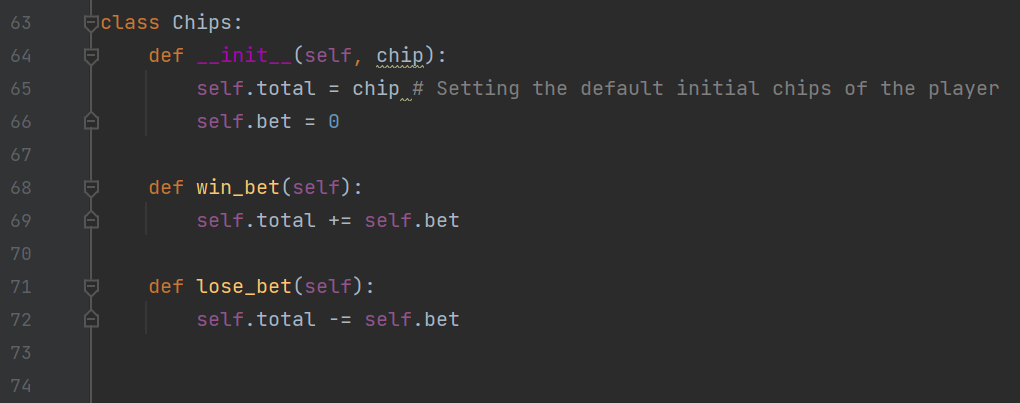 63 class Chips:
64     def __init__(self, chip):
65         self.total = chip # Setting the default initial chips of the player
66         self.bet = 0
67
68     def win_bet(self):
69         self.total += self.bet
70
71     def lose_bet(self):
72         self.total -= self.bet
73
74